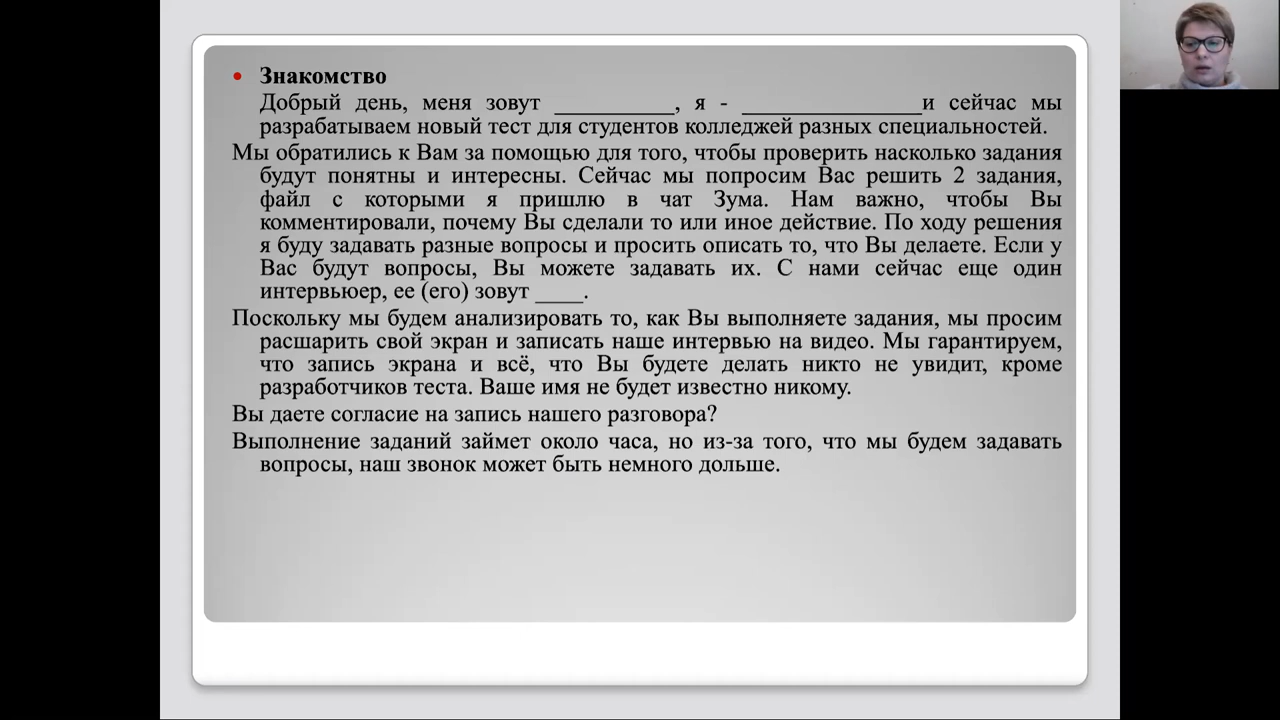 Знакомство
Добрый день, меня зовут __________, я - _______________и сейчас мы
разрабатываем новый тест для студентов колледжей разных специальностей.
Мы обратились к Вам за помощью для того, чтобы проверить насколько задания
будут понятны и интересны. Сейчас мы попросим Вас решить 2 задания,
файл с которыми я пришлю в чат Зума. Нам важно, чтобы Вы
комментировали, почему Вы сделали то или иное действие. По ходу решения
я буду задавать разные вопросы и просить описать то, что Вы делаете. Если у
Вас будут вопросы, Вы можете задавать их. С нами сейчас еще один
интервьюер, ее (его) зовут ____.
Поскольку мы будем анализировать то, как Вы выполняете задания, мы просим
расшарить свой экран и записать наше интервью на видео. Мы гарантируем,
что запись экрана и всё, что Вы будете делать никто не увидит, кроме
разработчиков теста. Ваше имя не будет известно никому.
Вы даете согласие на запись нашего разговора?
Выполнение заданий займет около часа, но из-за того, что мы будем задавать
вопросы, наш звонок может быть немного дольше.